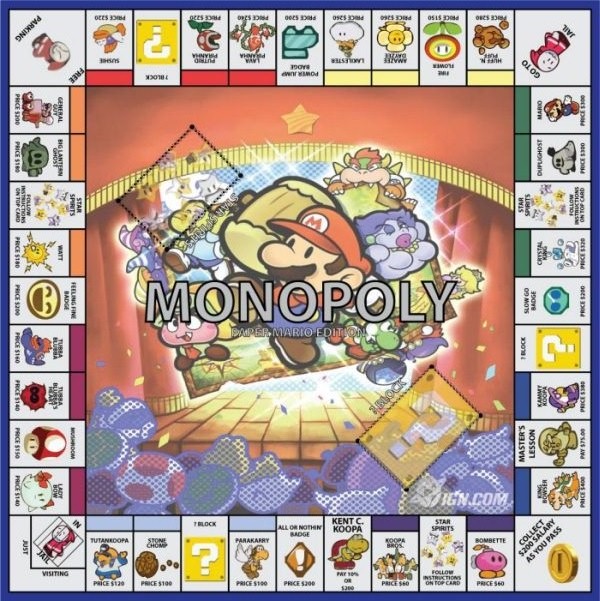 PARKING
FREE
SUSHIE
PRICE $220
? BLOCK
PUTRID
PIRANHA
PRICE $220
LAVA
PIRANHA
PRICE $240
POWER JUMP
BADGE
PRICE $200
LAKILESTER
PRICE $260
AMAZEE
DAYZEE
PRICE $260
FIRE
FLOWER
PRICE $150
HUFF N'
PUFF
PRICE $280
GO TO
JAIL
MARIO
PRICE $300
DUPLIGHOST
PRICE $300
STAR
SPIRITS
FOLLOW
INSTRUCTIONS
ON TOP CARD
CRYSTAL
KING
PRICE $320
SLOW GO
BADGE
PRICE $200
? BLOCK
KAMMY
KOOPA
PRICE $380
MASTER'S
LESSON
PAY $75.00
KING
BOWSER
PRICE $400
COLLECT
$200 SALARY
AS YOU PASS
BOMBETTE
PRICE $60
STAR
SPIRITS
FOLLOW
INSTRUCTIONS
ON TOP CARD
KOOPA
BROS.
PRICE $60
KENT C.
KOOPA
PAY 10%
OR
$200
ALL OR NOTHIN'
BADGE
PRICE $200
PARAKARRY
PRICE $100
? BLOCK
STONE
CHOMP
PRICE $100
TUTANKOOPA
PRICE $120
IN
JAIL
JUST
VISITING
LADY
BOW
PRICE $140
MUSHROOM
PRICE $150
TUBBA
BLUBBA'S
HEART
PRICE $140
TUBBA
BLUBBA
PRICE $160
FEELING FINE
BADGE
PRICE $200
WATT
PRICE $180
STAR
SPIRITS
FOLLOW
INSTRUCTIONS
ON TOP CARD
BIG LANTERN
GHOST
PRICE $180
GENERAL
GUY
PRICE $200
STAR SPIRITS
MONOPOLY
PAPER MARIO EDITION
? BLOCK
IGN.COM